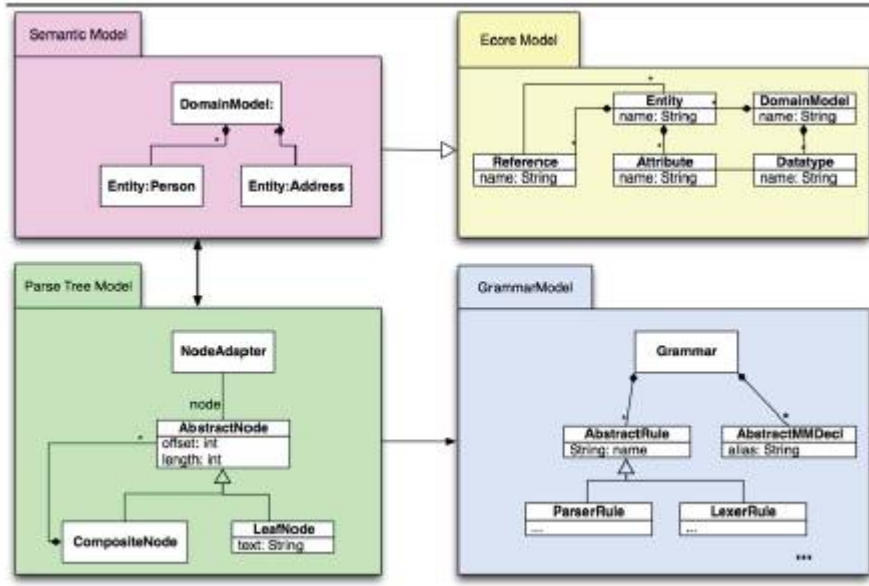 Semantic Model
DomainModel:
*
*
Entity:Person
Entity:Address
Ecore Model
*
Entity
name: String
*
DomainModel
name: String
*
*
*
Reference
name: String
Attribute
name: String
Datatype
name: String
Parse Tree Model
NodeAdapter
node
*
AbstractNode
offset: int
length: int
CompositeNode
LeafNode
text: String
GrammarModel
Grammar
*
*
AbstractRule
String: name
AbstractMMDecl
alias: String
ParserRule
...
LexerRule
...
...